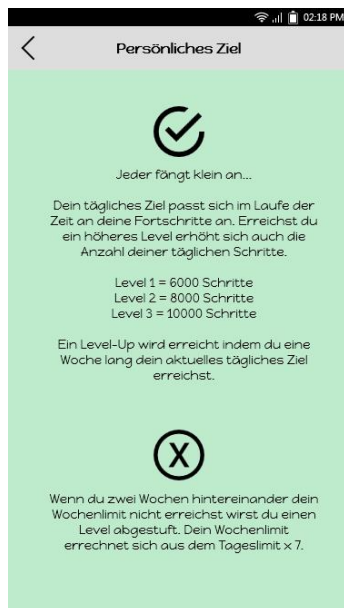 02:18 PM
Persönliches Ziel
Jeder fängt klein an...
Dein tägliches Ziel passt sich im Laufe der
Zeit an deine Fortschritte an. Erreichst du
ein höheres Level erhöht sich auch die
Anzahl deiner täglichen Schritte.
Level 1 = 6000 Schritte
Level 2 = 8000 Schritte
Level 3 = 10000 Schritte
Ein Level-Up wird erreicht indem du eine
Woche lang dein aktuelles tägliches Ziel
erreichst.
X
Wenn du zwei Wochen hintereinander dein
Wochenlimit nicht erreichst wirst du einen
Level abgestuft. Dein Wochenlimit
errechnet sich aus dem Tageslimit x 7.